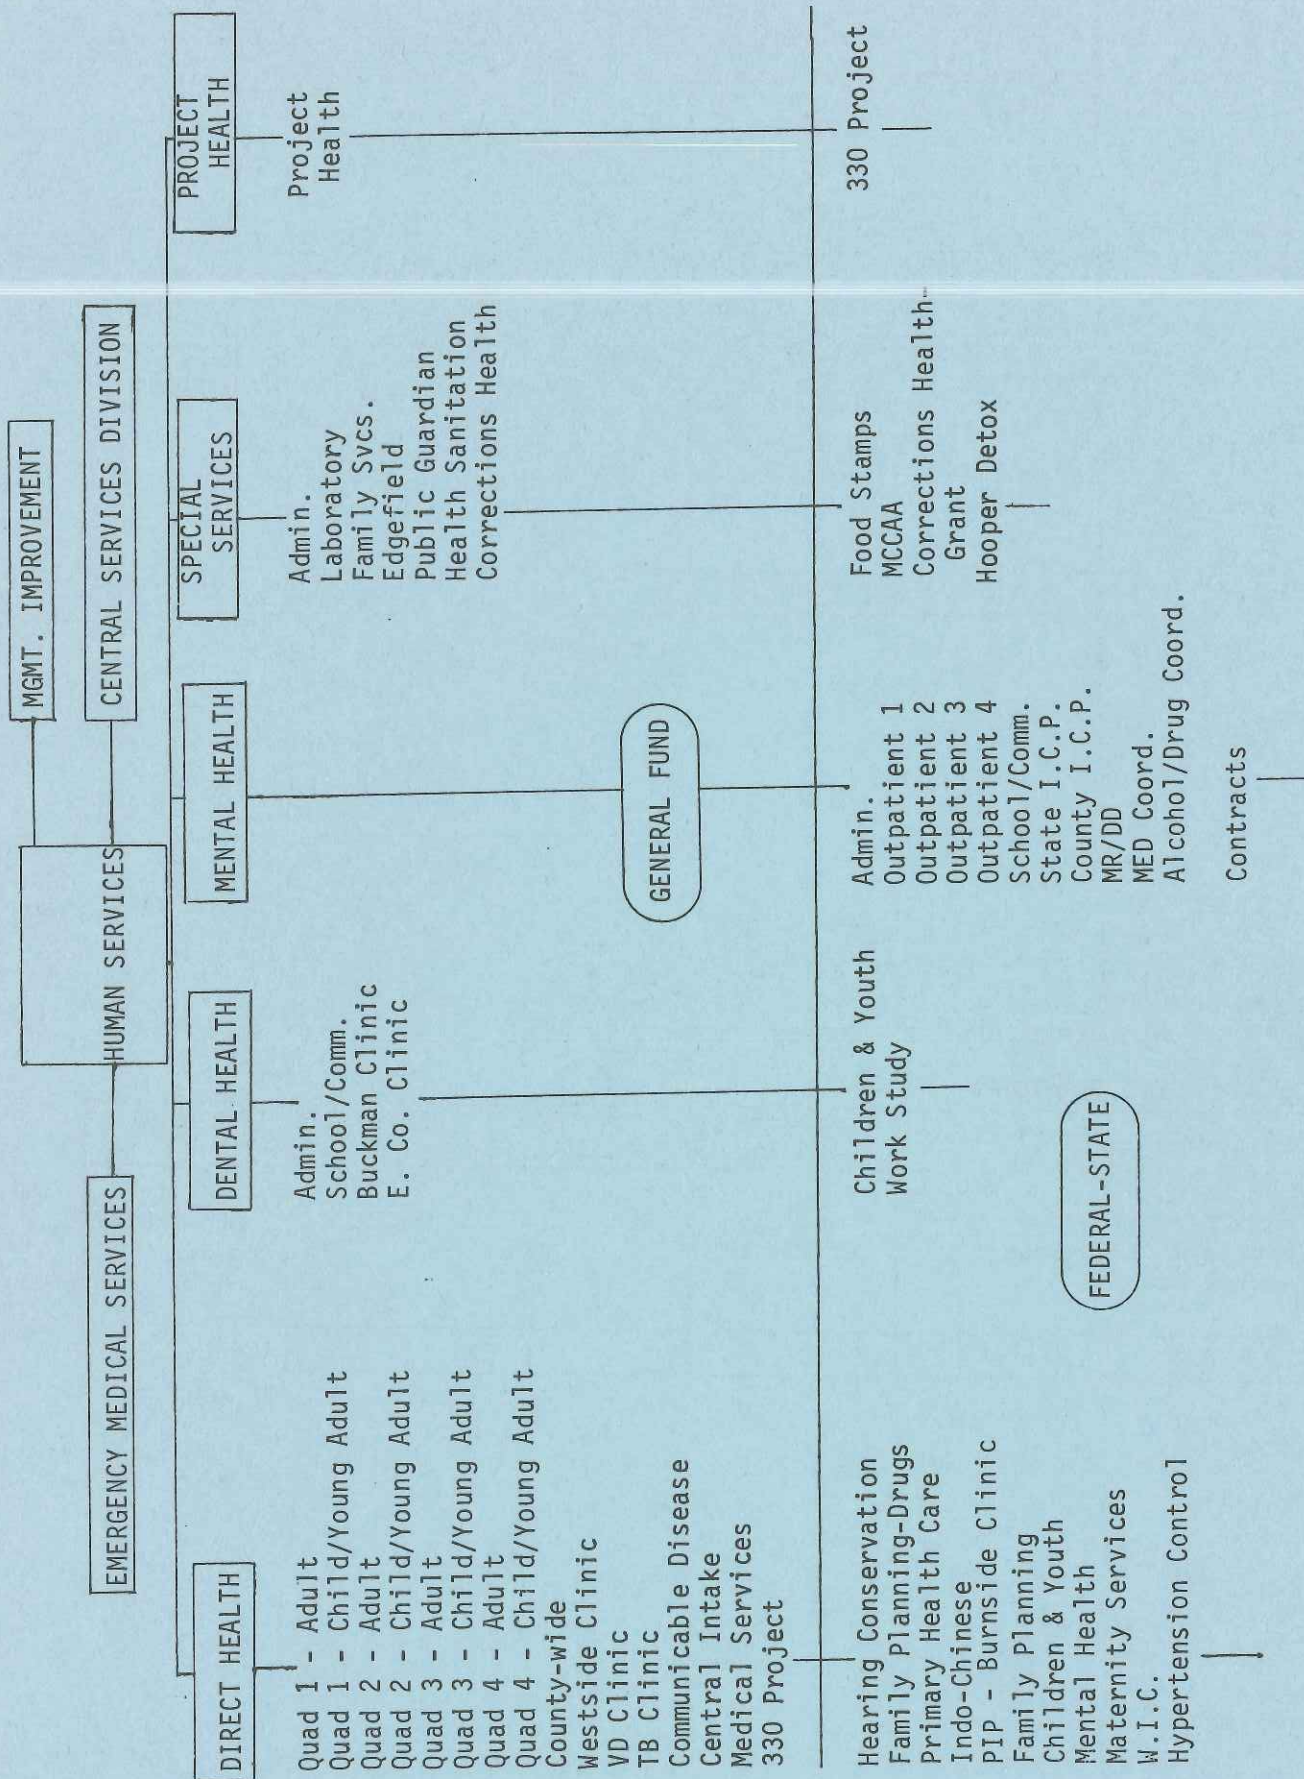 MGMT. IMPROVEMENT
HUMAN SERVICES
EMERGENCY MEDICAL SERVICES
CENTRAL SERVICES DIVISION
DIRECT HEALTH
Quad 1 - Adult
Quad 1 - Child/Young Adult
Quad 2 - Adult
Quad 2 - Child/Young Adult
Quad 3 - Adult
Quad 3 - Child/Young Adult
Quad 4 - Adult
Quad 4 - Child/Young Adult
County-wide
Westside Clinic
VD Clinic
TB Clinic
Communicable Disease
Central Intake
Medical Services
330 Project
DENTAL HEALTH
Admin.
School/Comm.
Buckman Clinic
E. Co. Clinic
MENTAL HEALTH
SPECIAL
SERVICES
Admin.
Laboratory
Family Svcs.
Edgefield
Public Guardian
Health Sanitation
Corrections Health
PROJECT
HEALTH
Project
Health
GENERAL FUND
Hearing Conservation
Family Planning-Drugs
Primary Health Care
Indo-Chinese
PIP - Burnside Clinic
Family Planning
Children & Youth
Mental Health
Maternity Services
W.I.C.
Hypertension Control
Children & Youth
Work Study
FEDERAL-STATE
Admin.
Outpatient 1
Outpatient 2
Outpatient 3
Outpatient 4
School/Comm.
State I.C.P.
County I.C.P.
MR/DD
MED Coord.
Alcohol/Drug Coord.
Contracts
Food Stamps
MCCAA
Corrections Health
Grant
Hooper Detox
330 Project